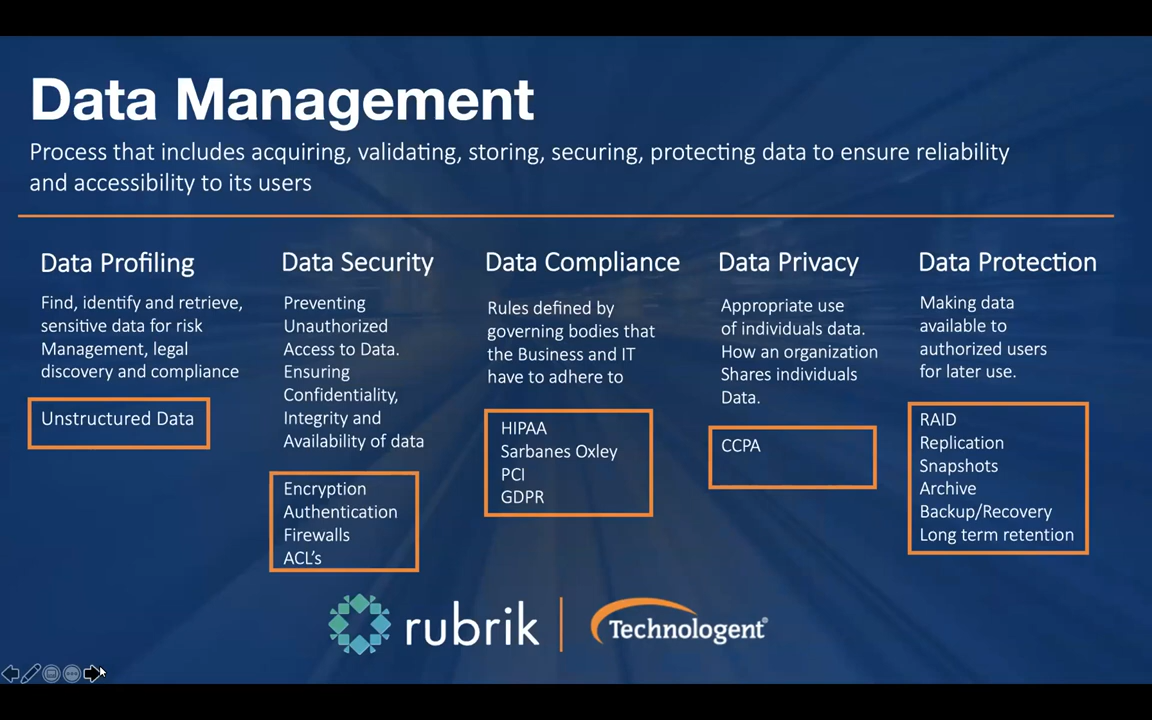 Data Management
Process that includes acquiring, validating, storing, securing, protecting data to ensure reliability
and accessibility to its users
Data Profiling
Find, identify and retrieve,
sensitive data for risk
Management, legal
discovery and compliance
Unstructured Data
Data Security
Preventing
Unauthorized
Access to Data.
Ensuring
Confidentiality,
Integrity and
Availability of data
Encryption
Authentication
Firewalls
ACL's
Data Compliance
Rules defined by
governing bodies that
the Business and IT
have to adhere to
HIPAA
Sarbanes Oxley
PCI
GDPR
Data Privacy
Appropriate use
of individuals data.
How an organization
Shares individuals
Data.
CCPA
Data Protection
Making data
available to
authorized users
for later use.
RAID
Replication
Snapshots
Archive
Backup/Recovery
Long term retention
rubrik
Technologent®